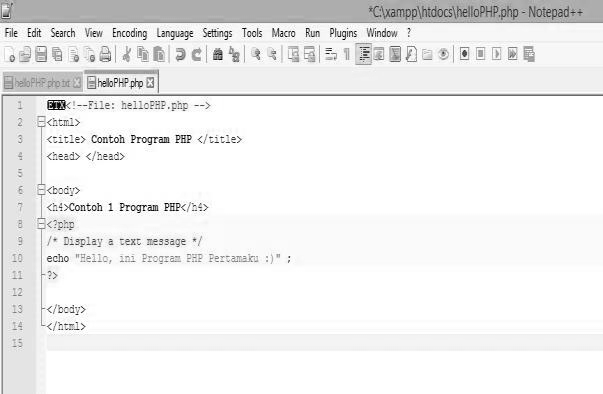 *C:\xampp\htdocs\helloPHP.php - Notepad++
File Edit Search View Encoding Language Settings Tools Macro Run Plugins Window ?
helloPHP.php.txt helloPHP.php
1 ETX<!--File: helloPHP.php -->
2 <html>
3 <title> Contoh Program PHP </title>
4 <head> </head>
5
6 <body>
7 <h4>Contoh 1 Program PHP</h4>
8 <?php
9 /* Display a text message */
10 echo "Hello, ini Program PHP Pertamaku :)" ;
11 ?>
12
13 </body>
14 </html>
15